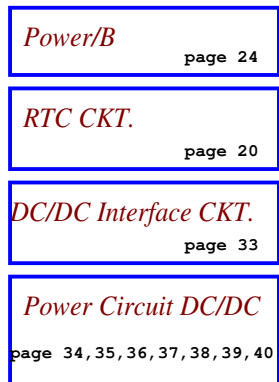 Power/B
page 24
RTC CKT.
page 20
DC/DC Interface CKT.
page 33
Power Circuit DC/DC
page 34,35,36,37,38,39,40